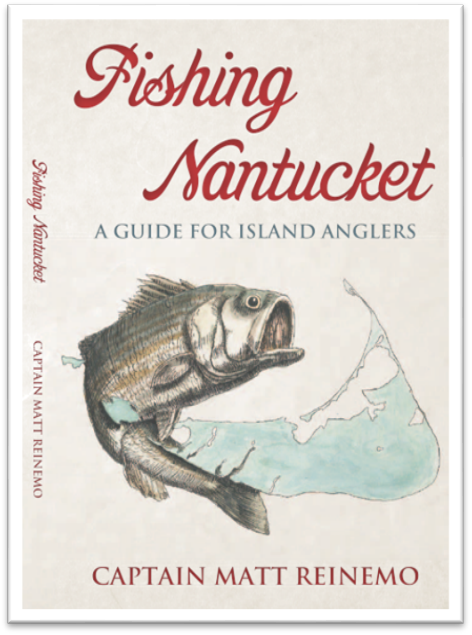 Fishing
Nantucket
A GUIDE FOR ISLAND ANGLERS
Fishing Nantucket
CAPTAIN MATT REINEMO
CAPTAIN MATT REINEMO